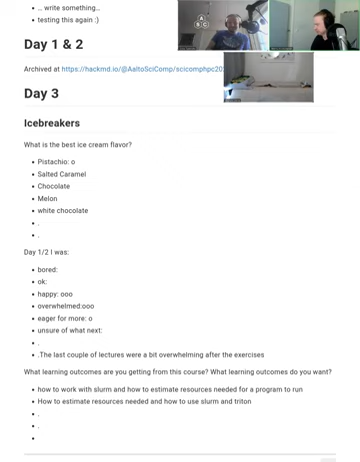 • … write something…
• testing this again :)
Day 1 & 2
Archived at https://hackmd.io/@AaltoSciComp/scicomphpc20
Day 3
Icebreakers
What is the best ice cream flavor?
• Pistachio: o
• Salted Caramel
• Chocolate
• Melon
• white chocolate
• .
• .
Day 1/2 I was:
• bored:
• ok:
• happy: ooo
• overwhelmed:ooo
• eager for more: o
• unsure of what next:
• .
• .The last couple of lectures were a bit overwhelming after the exercises
What learning outcomes are you getting from this course? What learning outcomes do you want?
• how to work with slurm and how to estimate resources needed for a program to run
• How to estimate resources needed and how to use slurm and triton
• .
• .
•